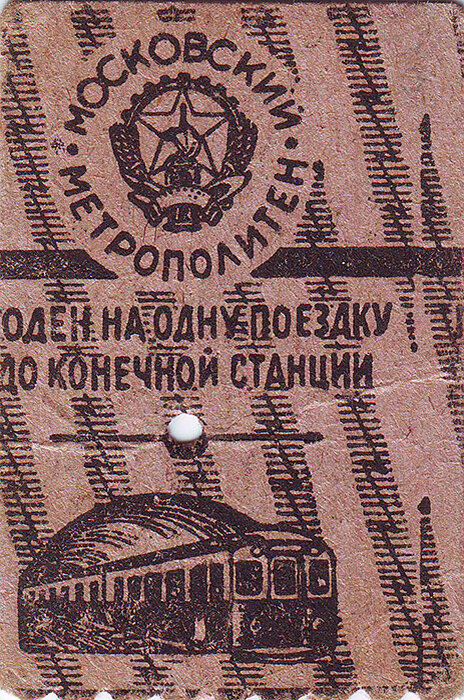 МОСКОВСКИЙ
МЕТРОПОЛИТЕН
ОДЕН НА ОДНУ ПОЕЗДКУ
ДО КОНЕЧНОЙ СТАНЦИИ